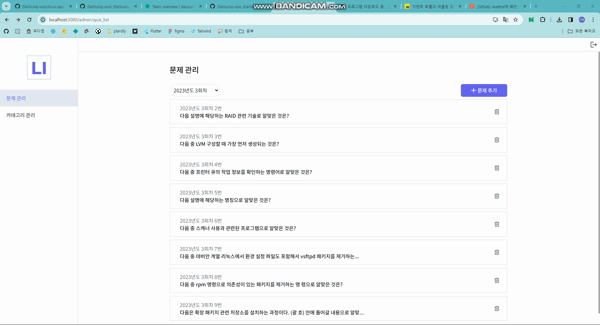 WWW.BANDICAM.COM
localhost:3000/admin/quiz_list
plandly
Flutter
figma
Tailwind
공부
모든 북마크
LI
문제 관리
카테고리 관리
문제 관리
2023년도 3회차
+ 문제 추가
2023년도 3회차 2번
다음 설명에 해당하는 RAID 관련 기술로 알맞은 것은?
2023년도 3회차 3번
다음 중 LVM 구성할 때 가장 먼저 생성되는 것은?
2023년도 3회차 4번
다음 중 프린터 큐의 작업 정보를 확인하는 명령어로 알맞은 것은?
2023년도 3회차 5번
다음 설명에 해당하는 명칭으로 알맞은 것은?
2023년도 3회차 6번
다음 중 스캐너 사용과 관련된 프로그램으로 알맞은 것은?
2023년도 3회차 7번
다음 중 데비안 계열 리눅스에서 환경 설정 파일도 포함해서 vsftpd 패키지를 제거하는...
2023년도 3회차 8번
다음 중 rpm 명령으로 의존성이 있는 패키지를 제거하는 명 령으로 알맞은 것은?
2023년도 3회차 9번
다음은 확장 패키지 관련 저장소를 설치하는 과정이다. (괄 호) 안에 들어갈 내용으로 알맞...